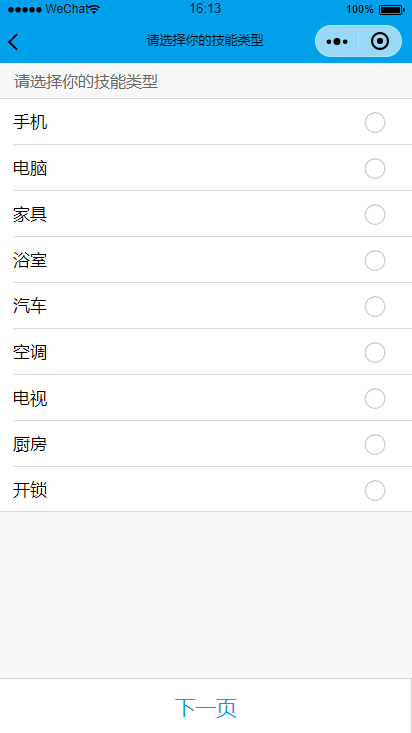 WeChat 16:13 100%
请选择你的技能类型
请选择你的技能类型
手机
电脑
家具
浴室
汽车
空调
电视
厨房
开锁
下一页